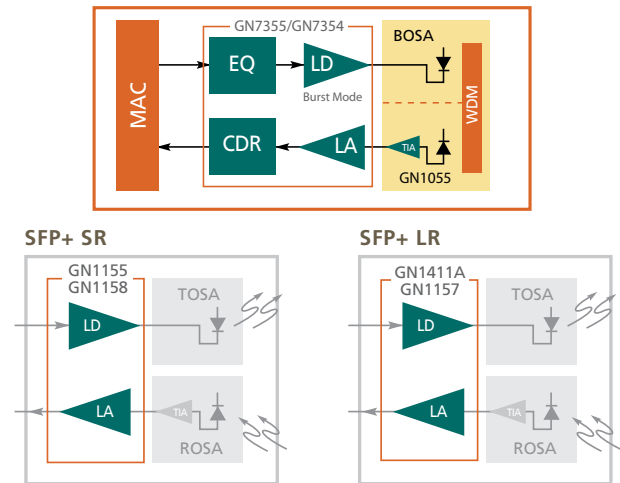 GN7355/GN7354
MAC
EQ
LD
Burst Mode
BOSA
WDM
CDR
LA
TIA
GN1055
SFP+ SR
GN1155
GN1158
LD
TOSA
LA
TIA
ROSA
SFP+ LR
GN1411A
GN1157
LD
TOSA
LA
TIA
ROSA